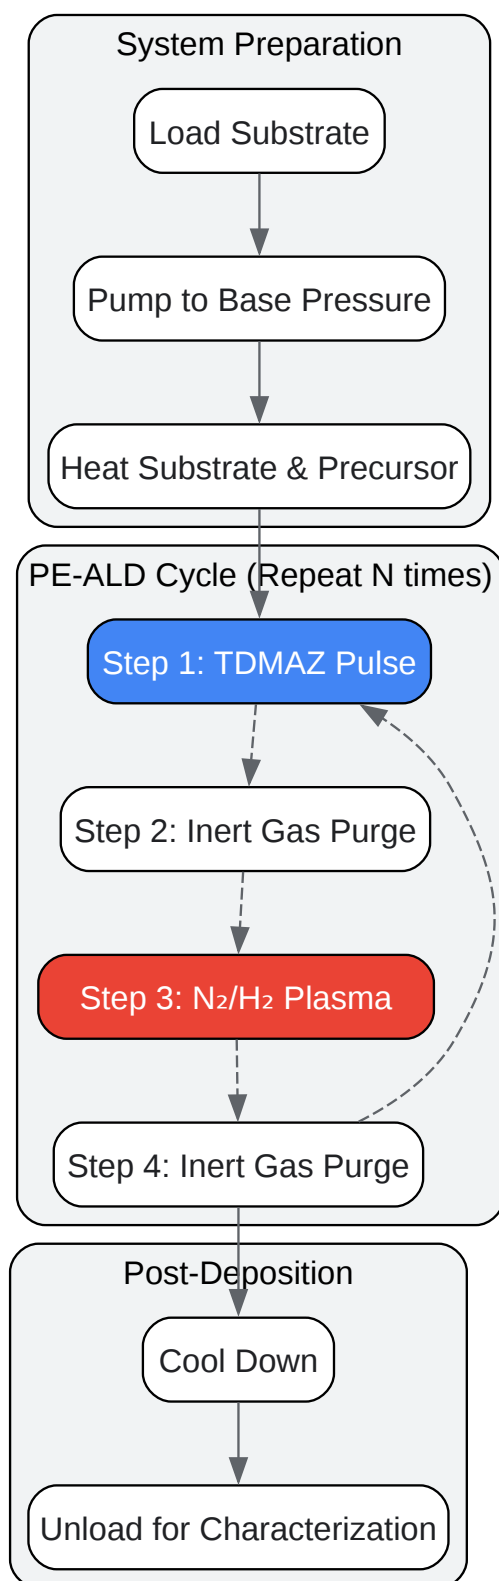 System Preparation
Load Substrate
Pump to Base Pressure
Heat Substrate & Precursor
PE-ALD Cycle (Repeat N times)
Step 1: TDMAZ Pulse
Step 2: Inert Gas Purge
Step 3: N₂/H₂ Plasma
Step 4: Inert Gas Purge
Post-Deposition
Cool Down
Unload for Characterization